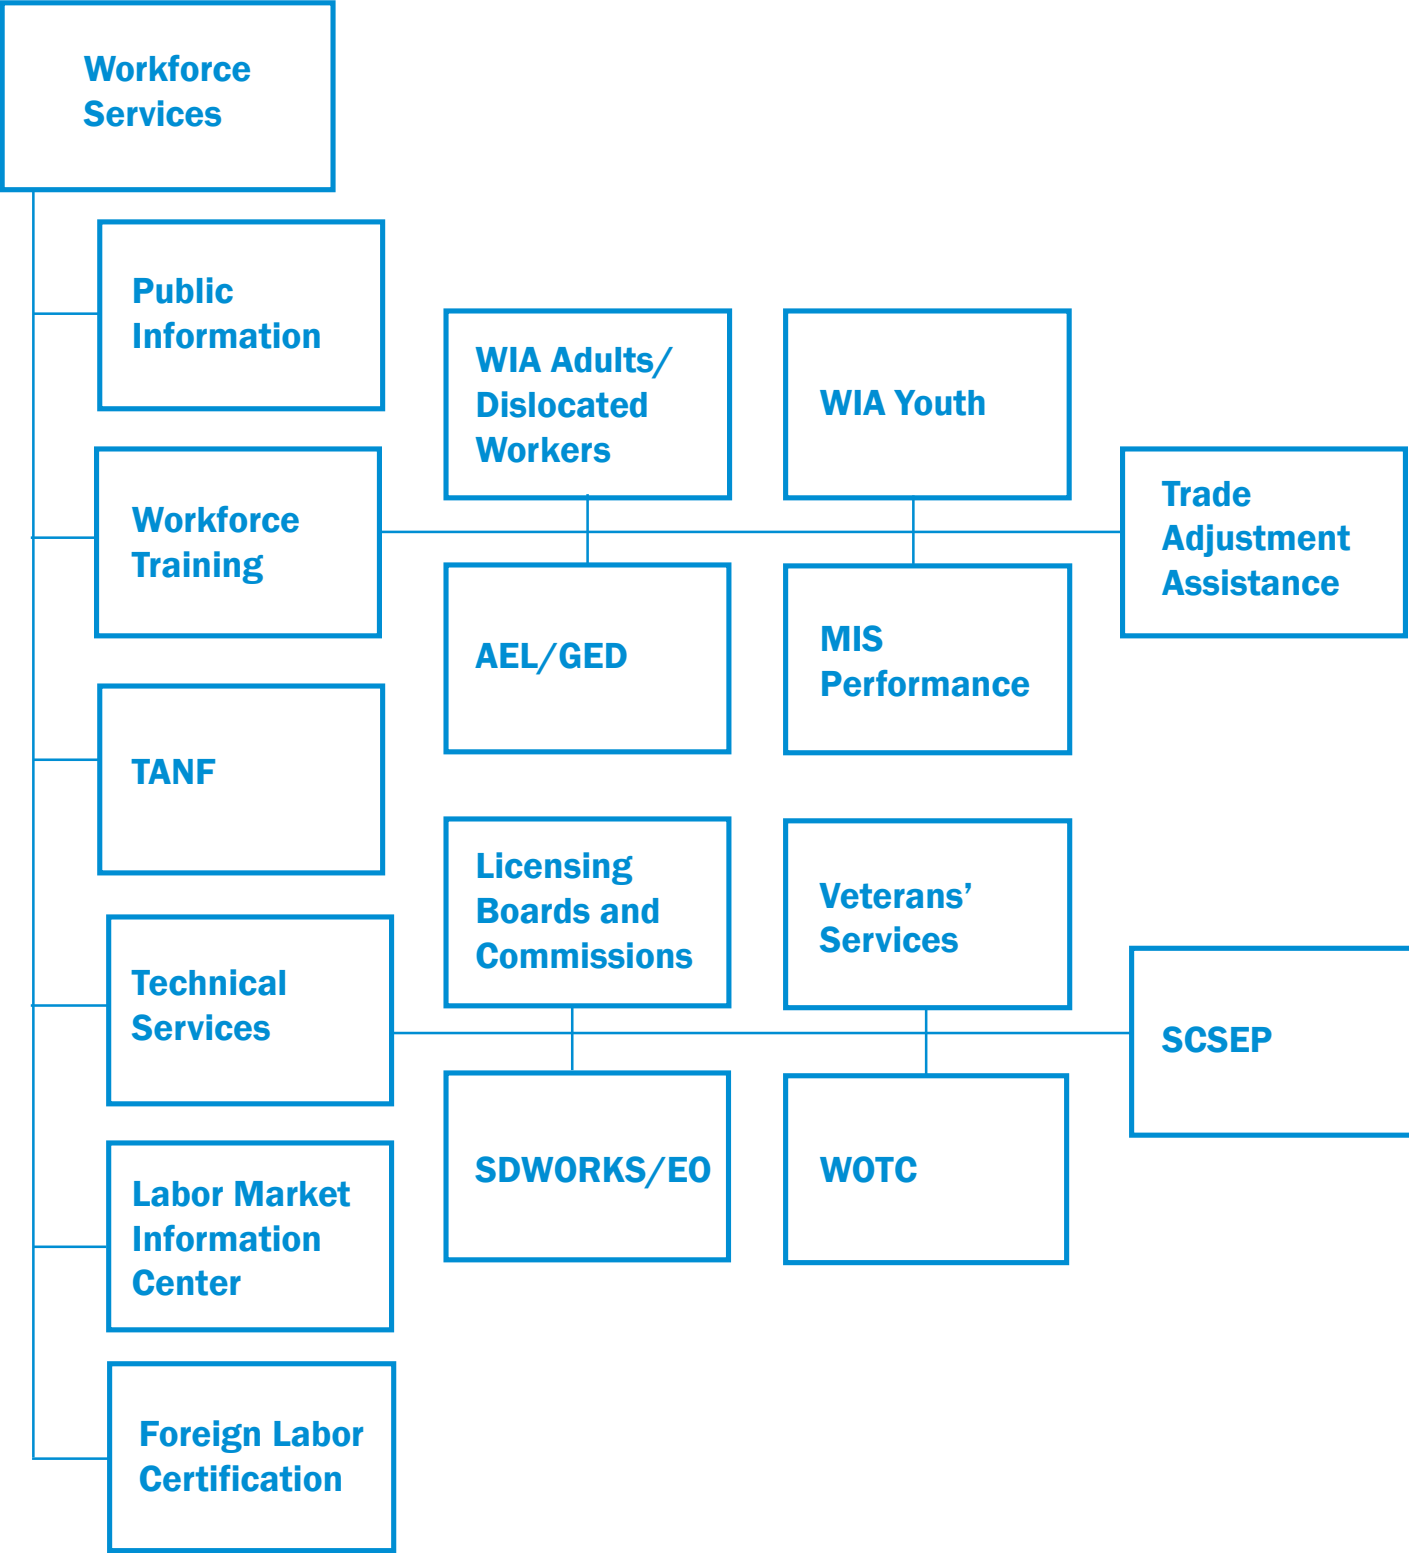 Workforce
Services
Public
Information
WIA Adults/
Dislocated
Workers
WIA Youth
Workforce
Training
Trade
Adjustment
Assistance
AEL/GED
MIS
Performance
TANF
Licensing
Boards and
Commissions
Veterans’
Services
Technical
Services
SCSEP
SDWORKS/EO
WOTC
Labor Market
Information
Center
Foreign Labor
Certification